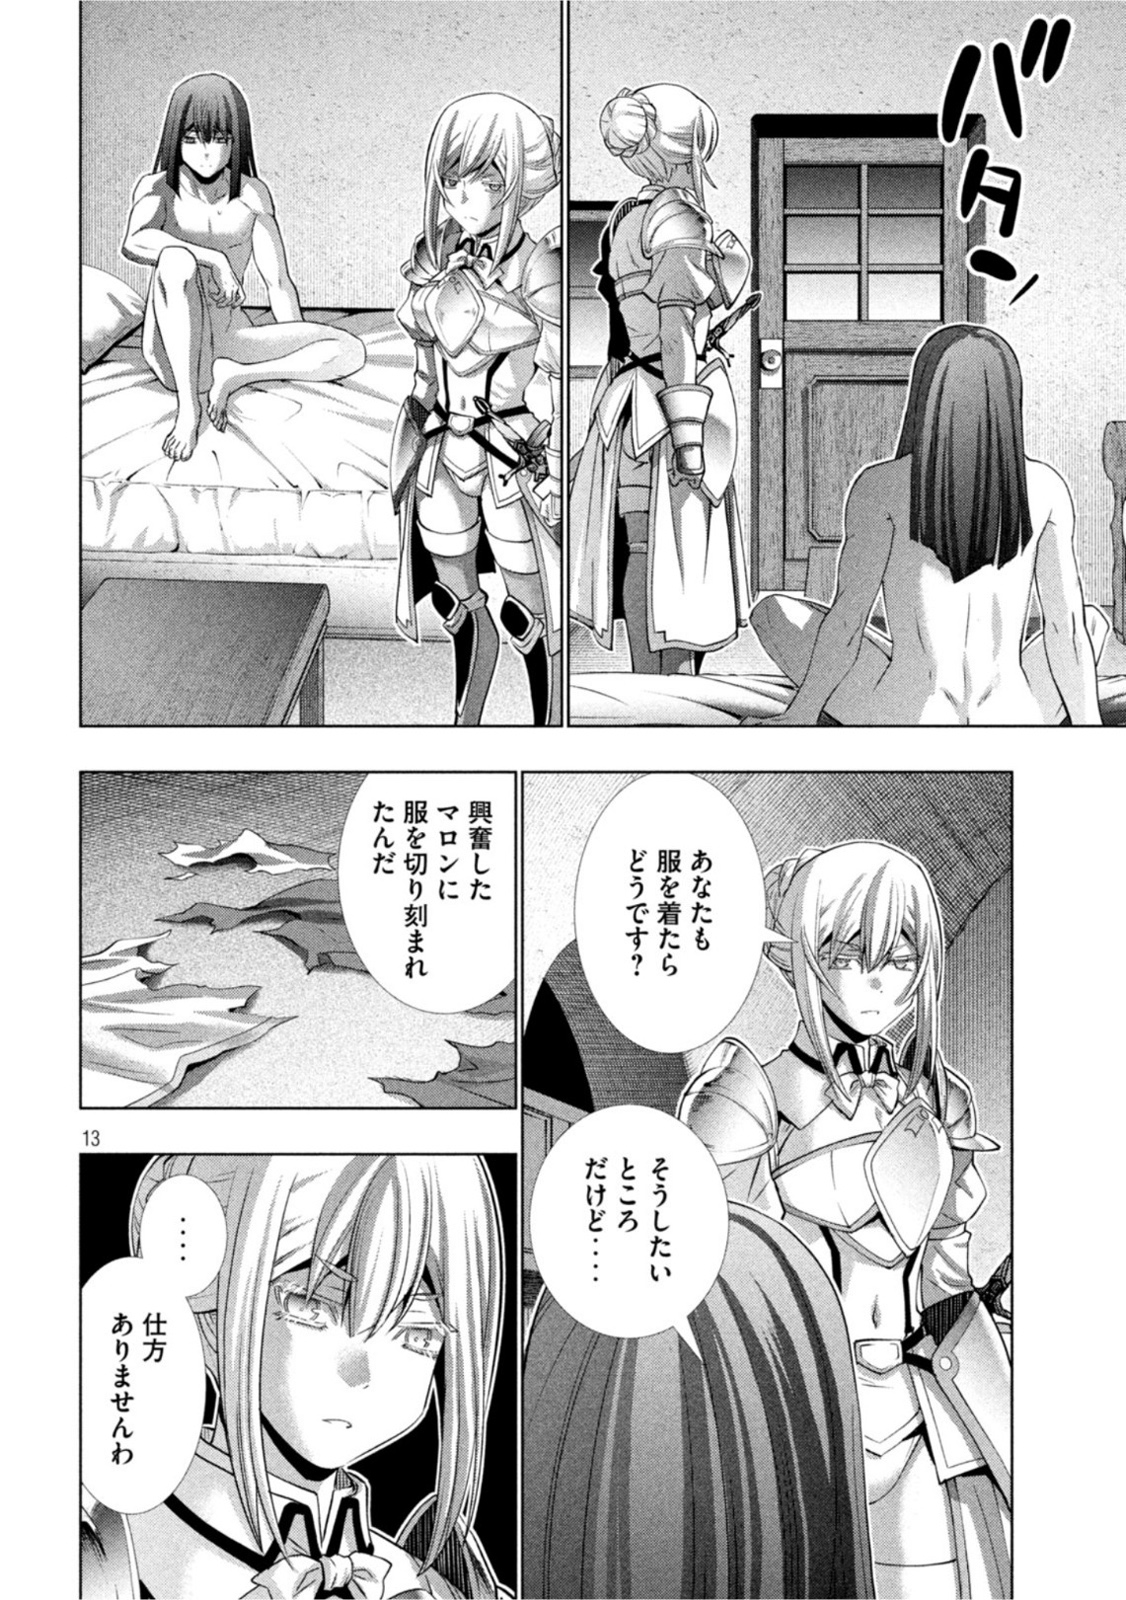 バタン
あなたも
服を着たら
どうです?
そうしたい
ところ
だけど‥‥
興奮した
マロンに
服を切り刻まれ
たんだ
‥‥
仕方
ありませんわ
13